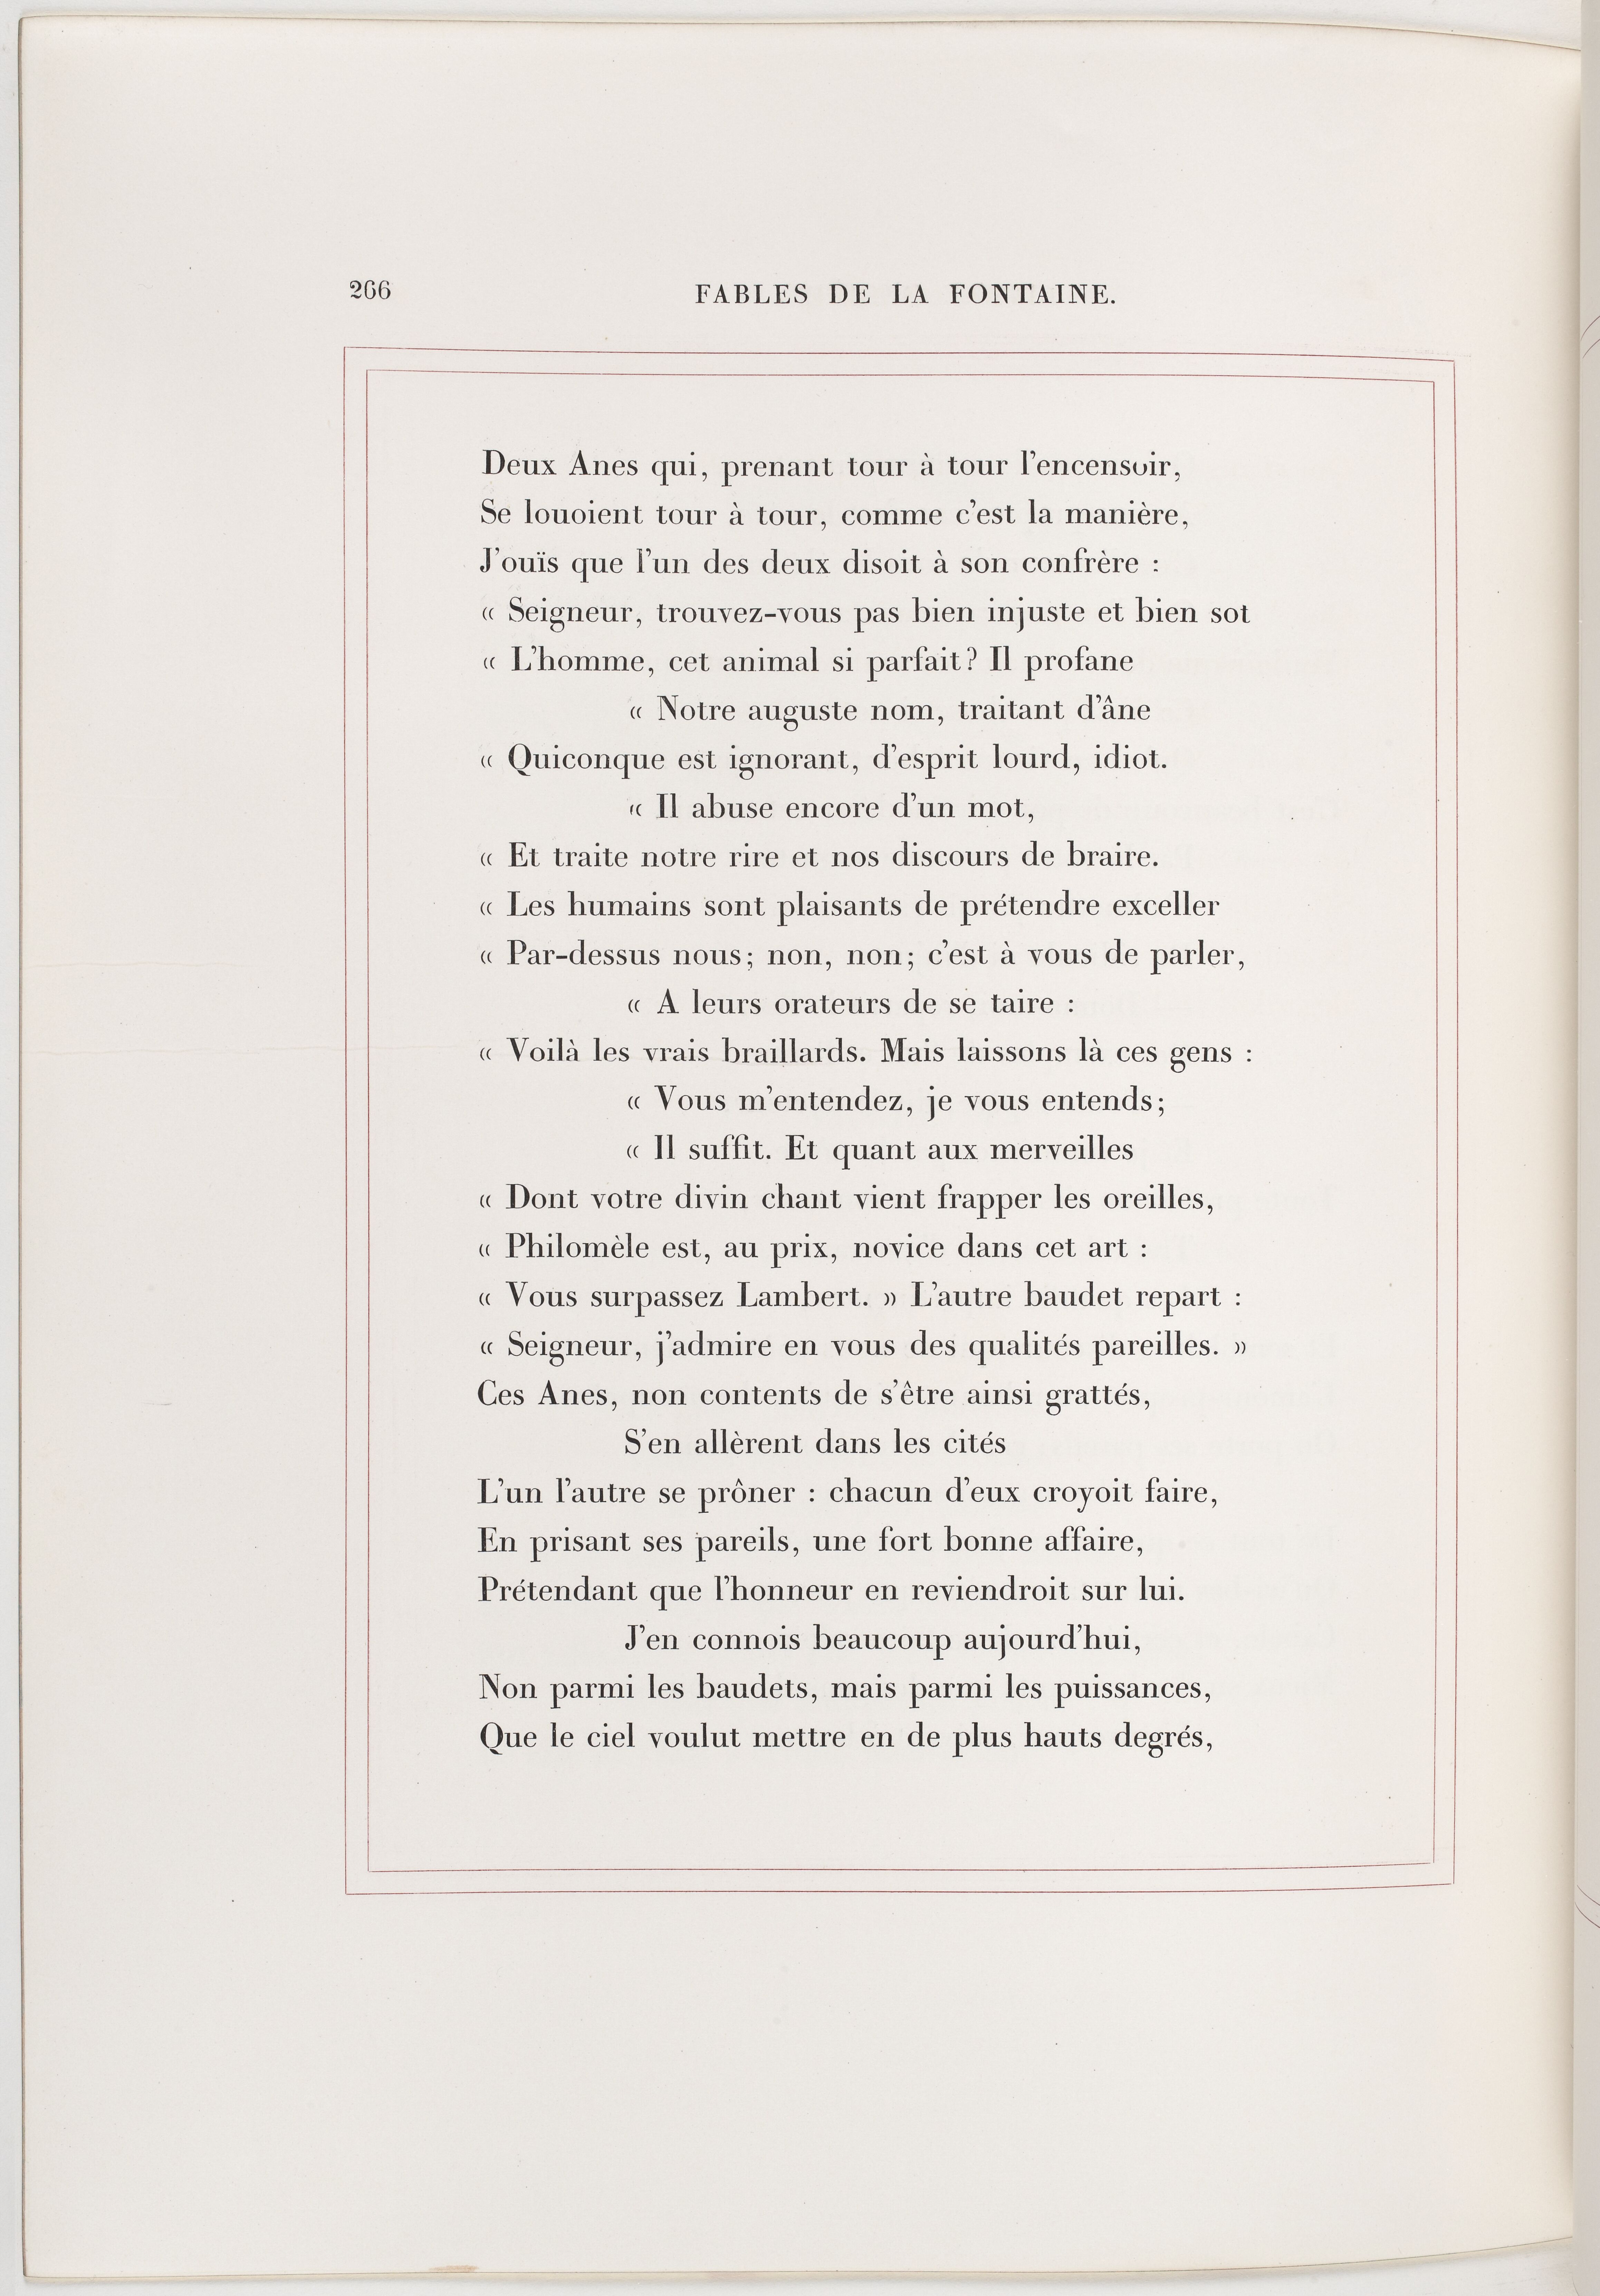 266
FABLES DE LA FONTAINE.
Deux Anes qui, prenant tour à tour l'encensoir,
Se louoient tour à tour, comme c'est la manière,
J'ouïs que l'un des deux disoit à son confrère :
« Seigneur, trouvez-vous pas bien injuste et bien sot
« L'homme, cet animal si parfait? Il profane
« Notre auguste nom, traitant d'âne
« Quiconque est ignorant, d'esprit lourd, idiot.
« Il abuse encore d'un mot,
« Et traite notre rire et nos discours de braire.
« Les humains sont plaisants de prétendre exceller
« Par-dessus nous; non, non; c'est à vous de parler,
« A leurs orateurs de se taire :
« Voilà les vrais braillards. Mais laissons là ces gens :
« Vous m'entendez, je vous entends;
« Il suffit. Et quant aux merveilles
« Dont votre divin chant vient frapper les oreilles,
« Philomèle est, au prix, novice dans cet art :
« Vous surpassez Lambert. » L'autre baudet repart :
« Seigneur, j'admire en vous des qualités pareilles. »
Ces Anes, non contents de s'être ainsi grattés,
S'en allèrent dans les cités
L'un l'autre se prôner : chacun d'eux croyoit faire,
En prisant ses pareils, une fort bonne affaire,
Prétendant que l'honneur en reviendroit sur lui.
J'en connois beaucoup aujourd'hui,
Non parmi les baudets, mais parmi les puissances,
Que le ciel voulut mettre en de plus hauts degrés,